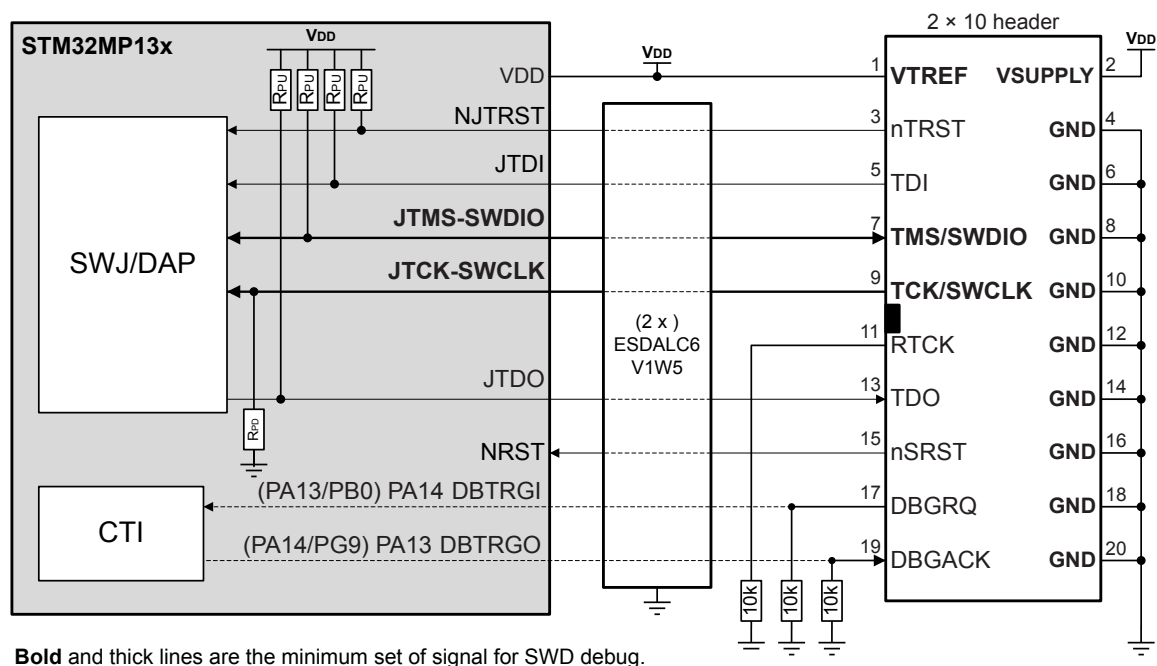 2 × 10 header
STM32MP13x
VDD
VDD
VDD
RPU
RPU
RPU
RPU
VDD
1
VTREF
VSUPPLY
2
NJTRST
3
nTRST
GND
4
JTDI
5
TDI
GND
6
JTMS-SWDIO
7
TMS/SWDIO
GND
8
SWJ/DAP
JTCK-SWCLK
9
TCK/SWCLK
GND
10
(2 x )
ESDALC6
V1W5
11
RTCK
GND
12
JTDO
13
TDO
GND
14
RPD
NRST
15
nSRST
GND
16
(PA13/PB0) PA14 DBTRGI
17
DBGRQ
GND
18
CTI
(PA14/PG9) PA13 DBTRGO
19
DBGACK
GND
20
10k
10k
10k
Bold and thick lines are the minimum set of signal for SWD debug.